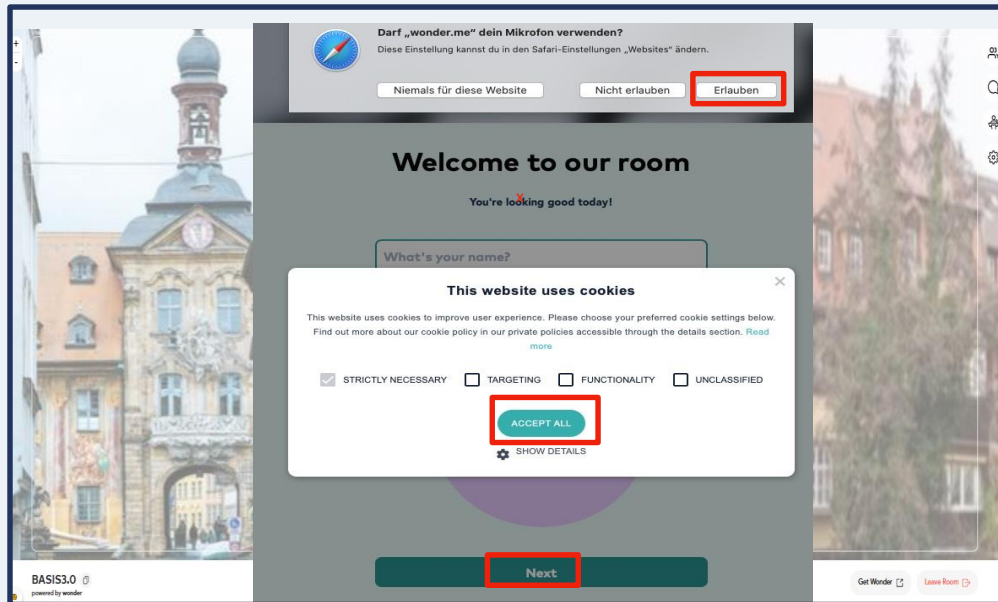 Darf „wonder.me“ dein Mikrofon verwenden?
Diese Einstellung kannst du in den Safari-Einstellungen „Websites“ ändern.
Niemals für diese Website
Nicht erlauben
Erlauben
+
-
Welcome to our room
You're looking good today!
x
What's your name?
This website uses cookies
×
This website uses cookies to improve user experience. Please choose your preferred cookie settings below.
Find out more about our cookie policy in our private policies accessible through the details section. Read
more
STRICTLY NECESSARY
TARGETING
FUNCTIONALITY
UNCLASSIFIED
ACCEPT ALL
SHOW DETAILS
Next
BASIS3.0
powered by wonder
Get Wonder
Leave Room